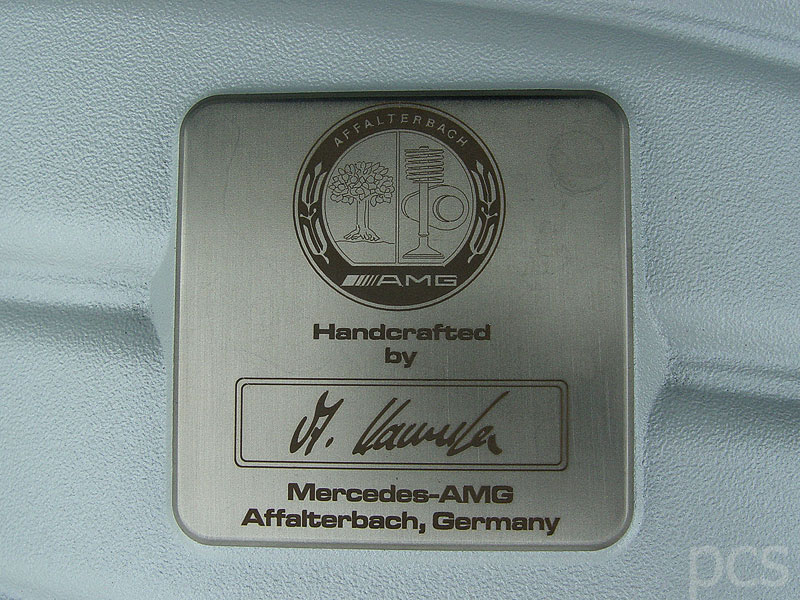 AFFALTERBACH
AMG
Handcrafted
by
Mercedes-AMG
Affalterbach, Germany
pcs